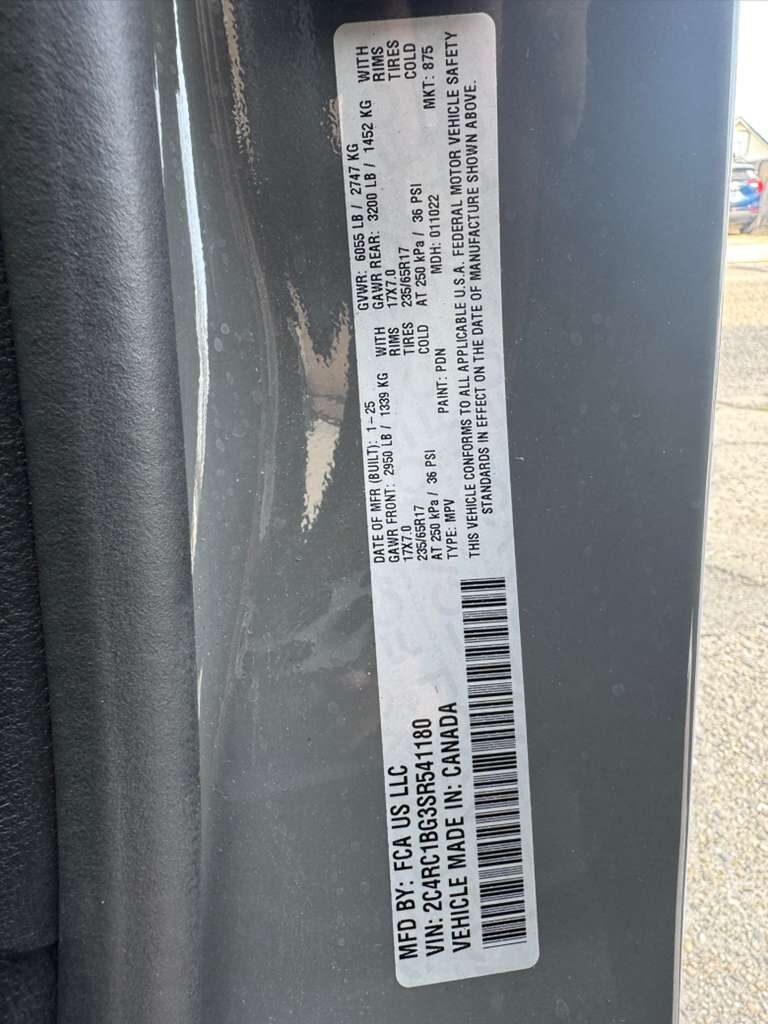 MFD BY: FCA US LLC
VIN: 2C4RC1BG3SR541180
VEHICLE MADE IN: CANADA
DATE OF MFR (BUILT): 1-25 GVWR: 6055 LB / 2747 KG
GAWR FRONT: 2950 LB / 1339 KG WITH GAWR REAR: 3200 LB / 1452 KG WITH
17X7.0 RIMS 17X7.0 RIMS
235/65R17 TIRES 235/65R17 TIRES
AT 250 kPa / 36 PSI COLD AT 250 kPa / 36 PSI COLD
TYPE: MPV PAINT: PDN MDH: 011022 MKT: 875
THIS VEHICLE CONFORMS TO ALL APPLICABLE U.S.A. FEDERAL MOTOR VEHICLE SAFETY
STANDARDS IN EFFECT ON THE DATE OF MANUFACTURE SHOWN ABOVE.